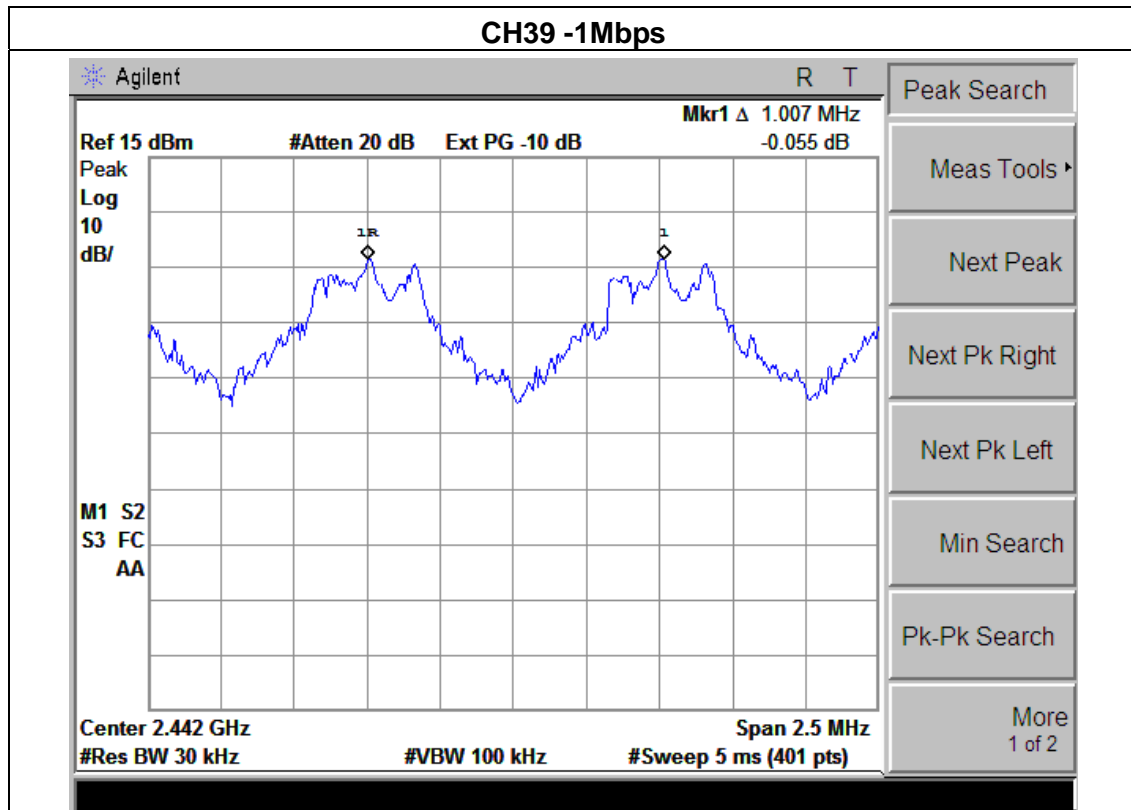 CH39 -1Mbps
Agilent R T
Mkr1 Δ 1.007 MHz
Ref 15 dBm #Atten 20 dB Ext PG -10 dB -0.055 dB
Peak
Log
10
dB/
1R
1
M1 S2
S3 FC
AA
Center 2.442 GHz Span 2.5 MHz
#Res BW 30 kHz #VBW 100 kHz #Sweep 5 ms (401 pts)
Peak Search
Meas Tools
Next Peak
Next Pk Right
Next Pk Left
Min Search
Pk-Pk Search
More
1 of 2